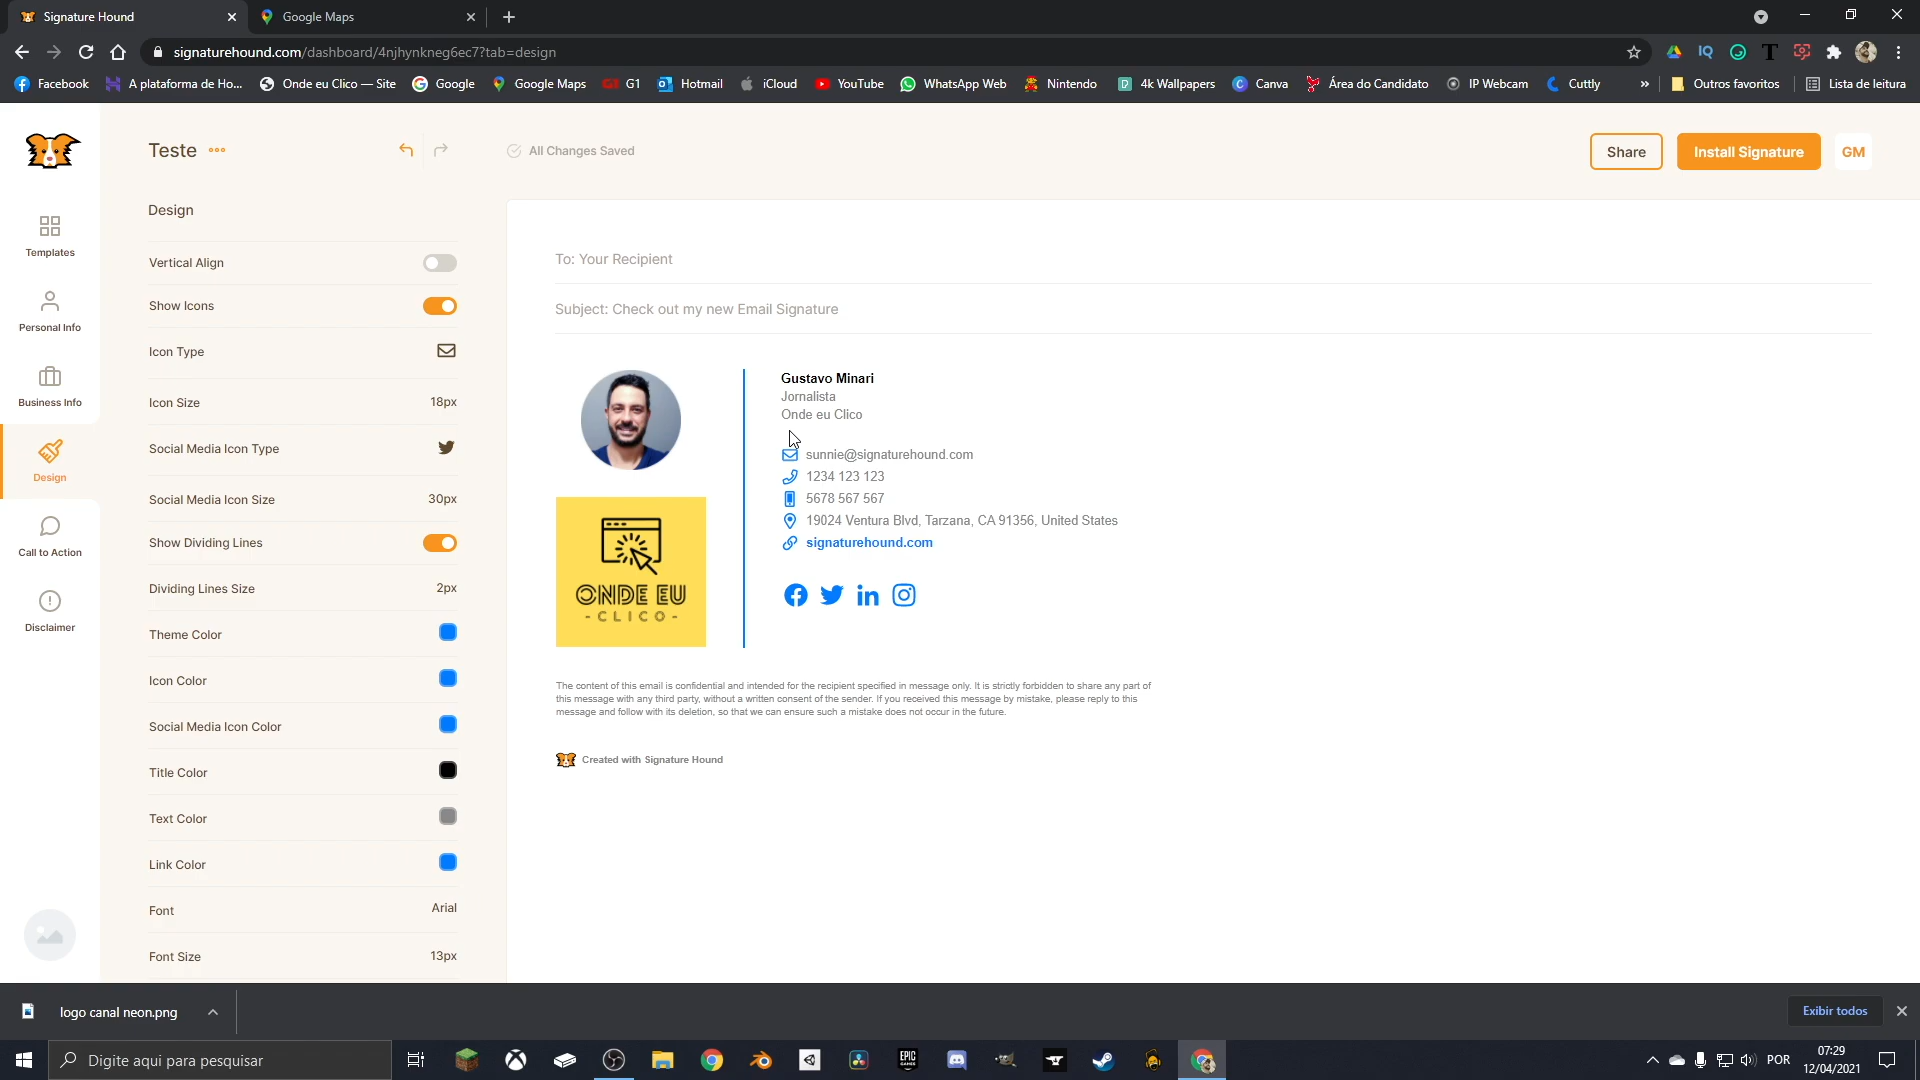 Signature Hound
Google Maps
signaturehound.com/dashboard/4njhynkneg6ec7?tab=design
Facebook
A plataforma de Ho...
Onde eu Clico — Site
Google
Google Maps
G1
Hotmail
iCloud
YouTube
WhatsApp Web
Nintendo
4k Wallpapers
Canva
Área do Candidato
IP Webcam
Cuttly
»
Outros favoritos
Lista de leitura
Teste
All Changes Saved
Share
Install Signature
GM
Templates
Personal Info
Business Info
Design
Call to Action
Disclaimer
Design
Vertical Align
Show Icons
Icon Type
Icon Size 18px
Social Media Icon Type
Social Media Icon Size 30px
Show Dividing Lines
Dividing Lines Size 2px
Theme Color
Icon Color
Social Media Icon Color
Title Color
Text Color
Link Color
Font Arial
Font Size 13px
To: Your Recipient
Subject: Check out my new Email Signature
ONDE EU
- CLICO -
Gustavo Minari
Jornalista
Onde eu Clico
sunnie@signaturehound.com
1234 123 123
5678 567 567
19024 Ventura Blvd, Tarzana, CA 91356, United States
signaturehound.com
The content of this email is confidential and intended for the recipient specified in message only. It is strictly forbidden to share any part of
this message with any third party, without a written consent of the sender. If you received this message by mistake, please reply to this
message and follow with its deletion, so that we can ensure such a mistake does not occur in the future.
Created with Signature Hound
logo canal neon.png
Exibir todos
Digite aqui para pesquisar
EPIC
GAMES
POR
07:29
12/04/2021